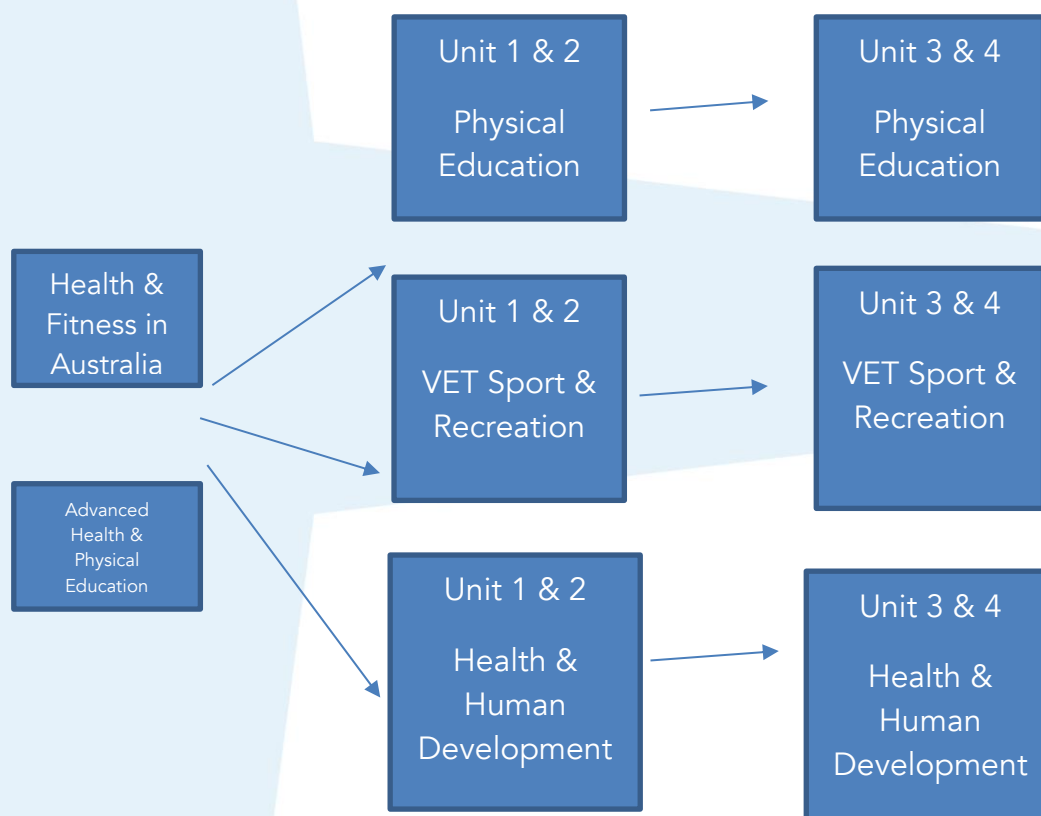 Health &
Fitness in
Australia
Advanced
Health &
Physical
Education
Unit 1 & 2
Physical
Education
Unit 3 & 4
Physical
Education
Unit 1 & 2
VET Sport &
Recreation
Unit 3 & 4
VET Sport &
Recreation
Unit 1 & 2
Health &
Human
Development
Unit 3 & 4
Health &
Human
Development